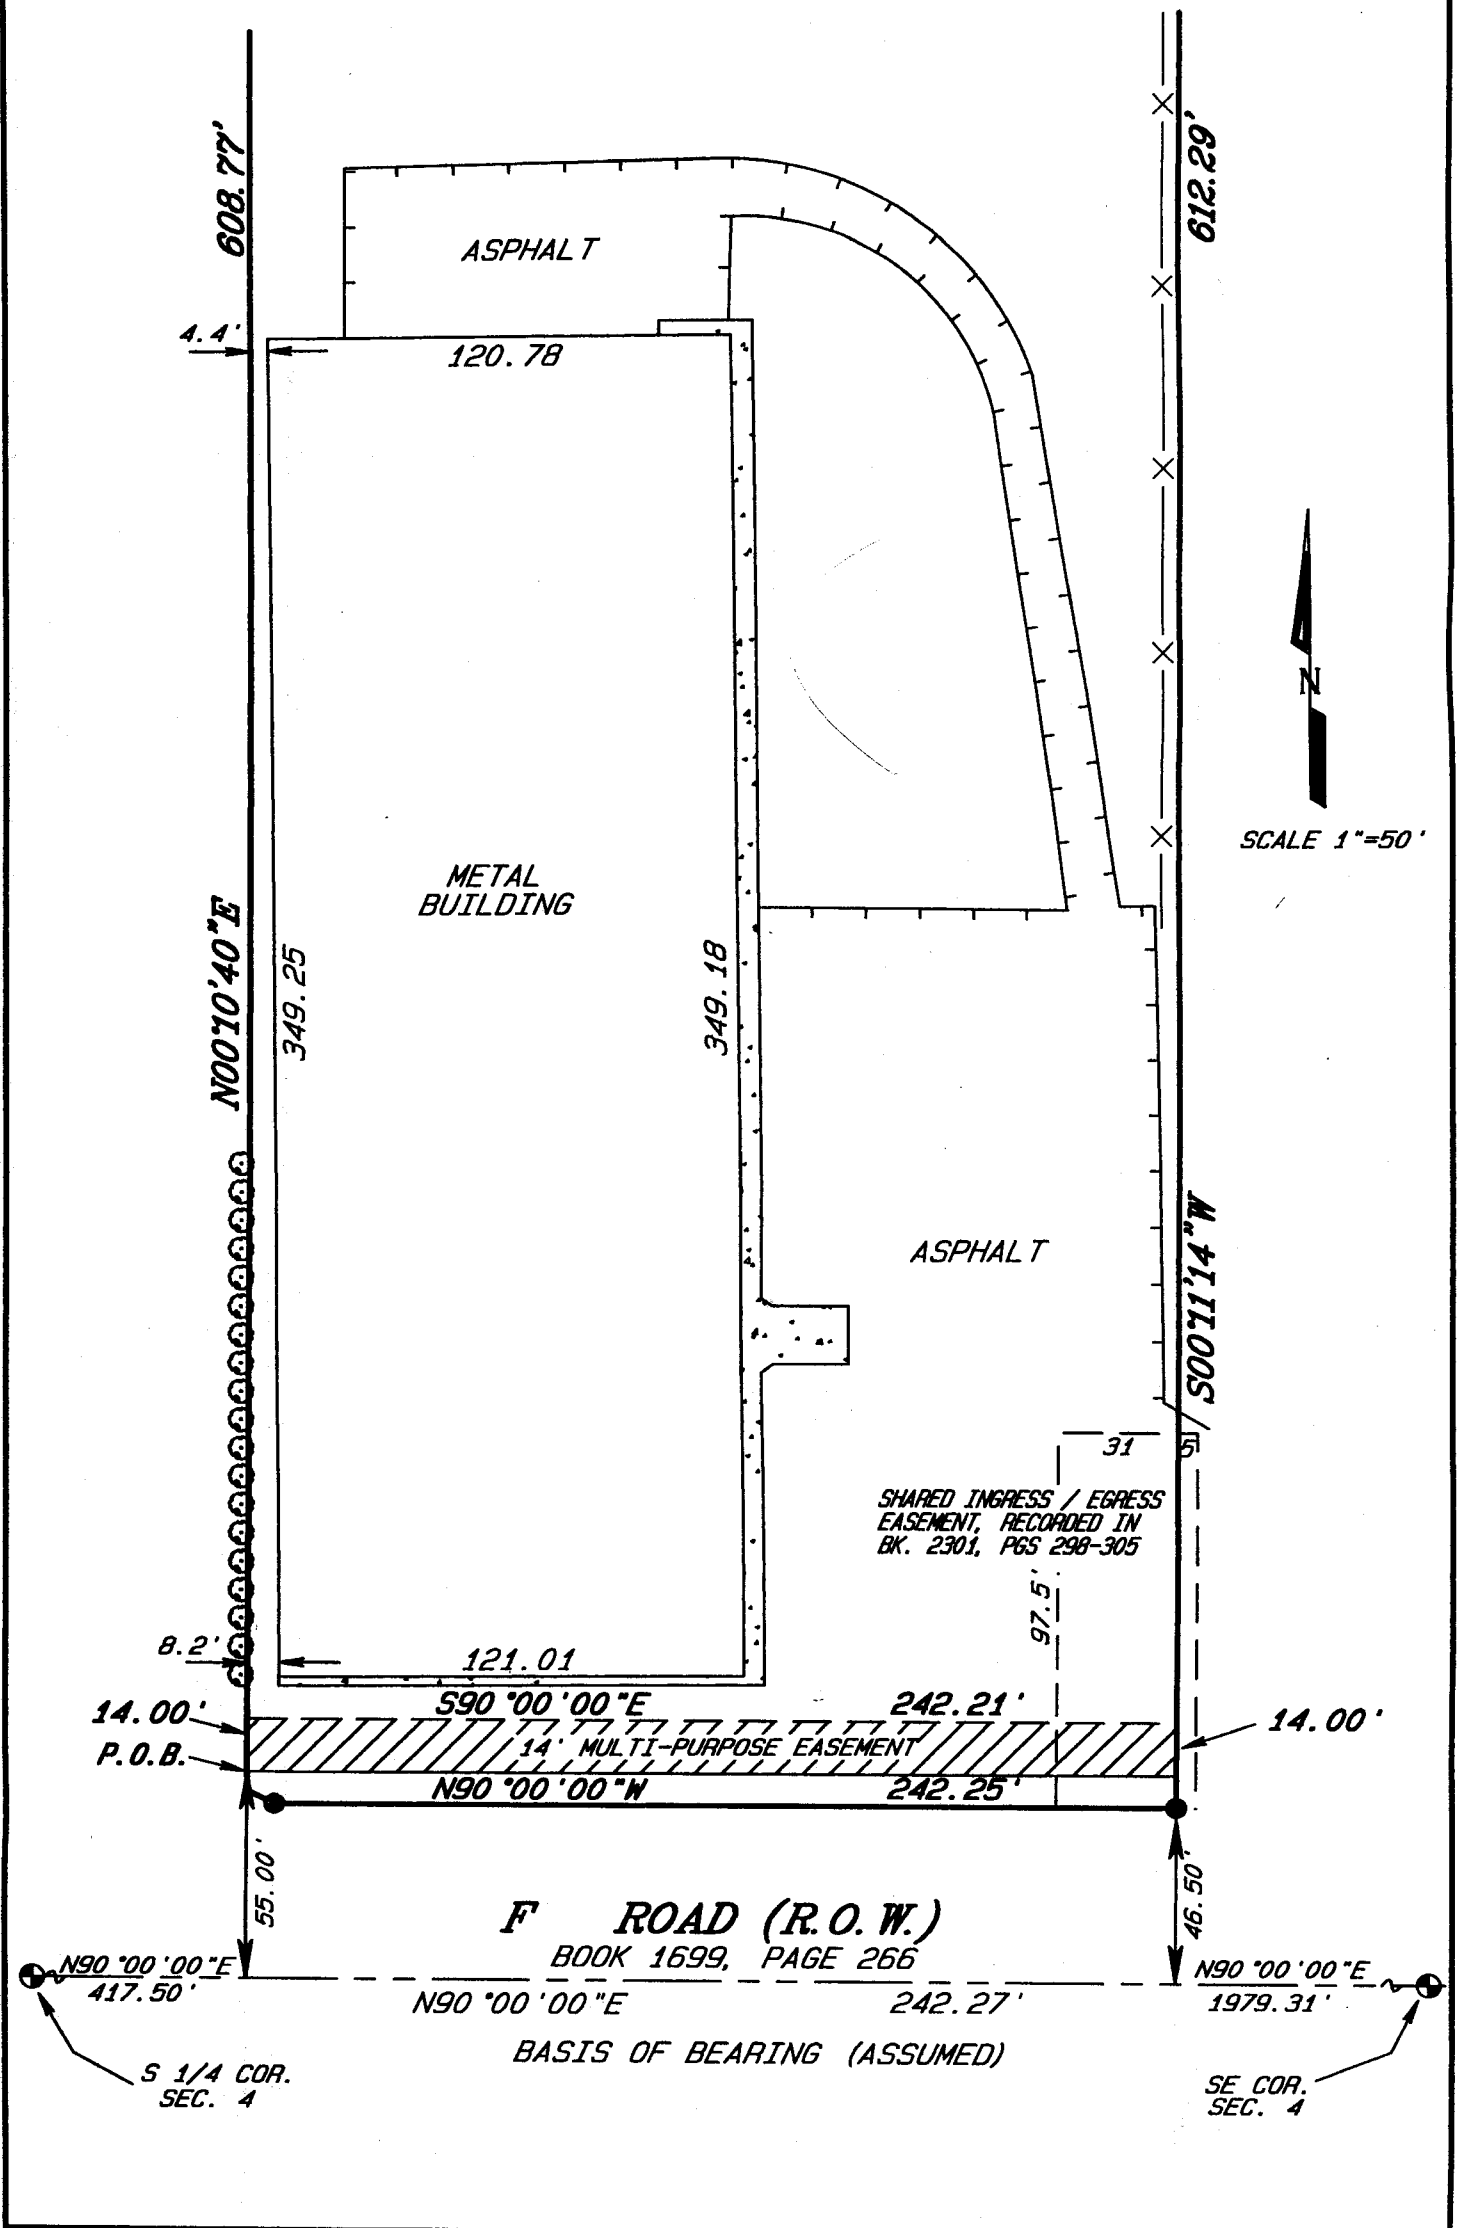 608.77'
612.29'
ASPHALT
4.4'
120.78
N
SCALE 1"=50'
METAL
BUILDING
N00°10'40"E
349.25
349.18
S00°11'14"W
ASPHALT
31
5
SHARED INGRESS / EGRESS
EASEMENT, RECORDED IN
BK. 2301, PGS 298-305
97.5'
8.2'
121.01
S90°00'00"E 242.21'
14.00'
14.00'
14' MULTI-PURPOSE EASEMENT
P.O.B.
N90°00'00"W 242.25'
55.00'
46.50'
F ROAD (R.O.W.)
BOOK 1699, PAGE 266
N90°00'00"E
417.50'
N90°00'00"E 242.27'
N90°00'00"E
1979.31'
BASIS OF BEARING (ASSUMED)
S 1/4 COR.
SEC. 4
SE COR.
SEC. 4